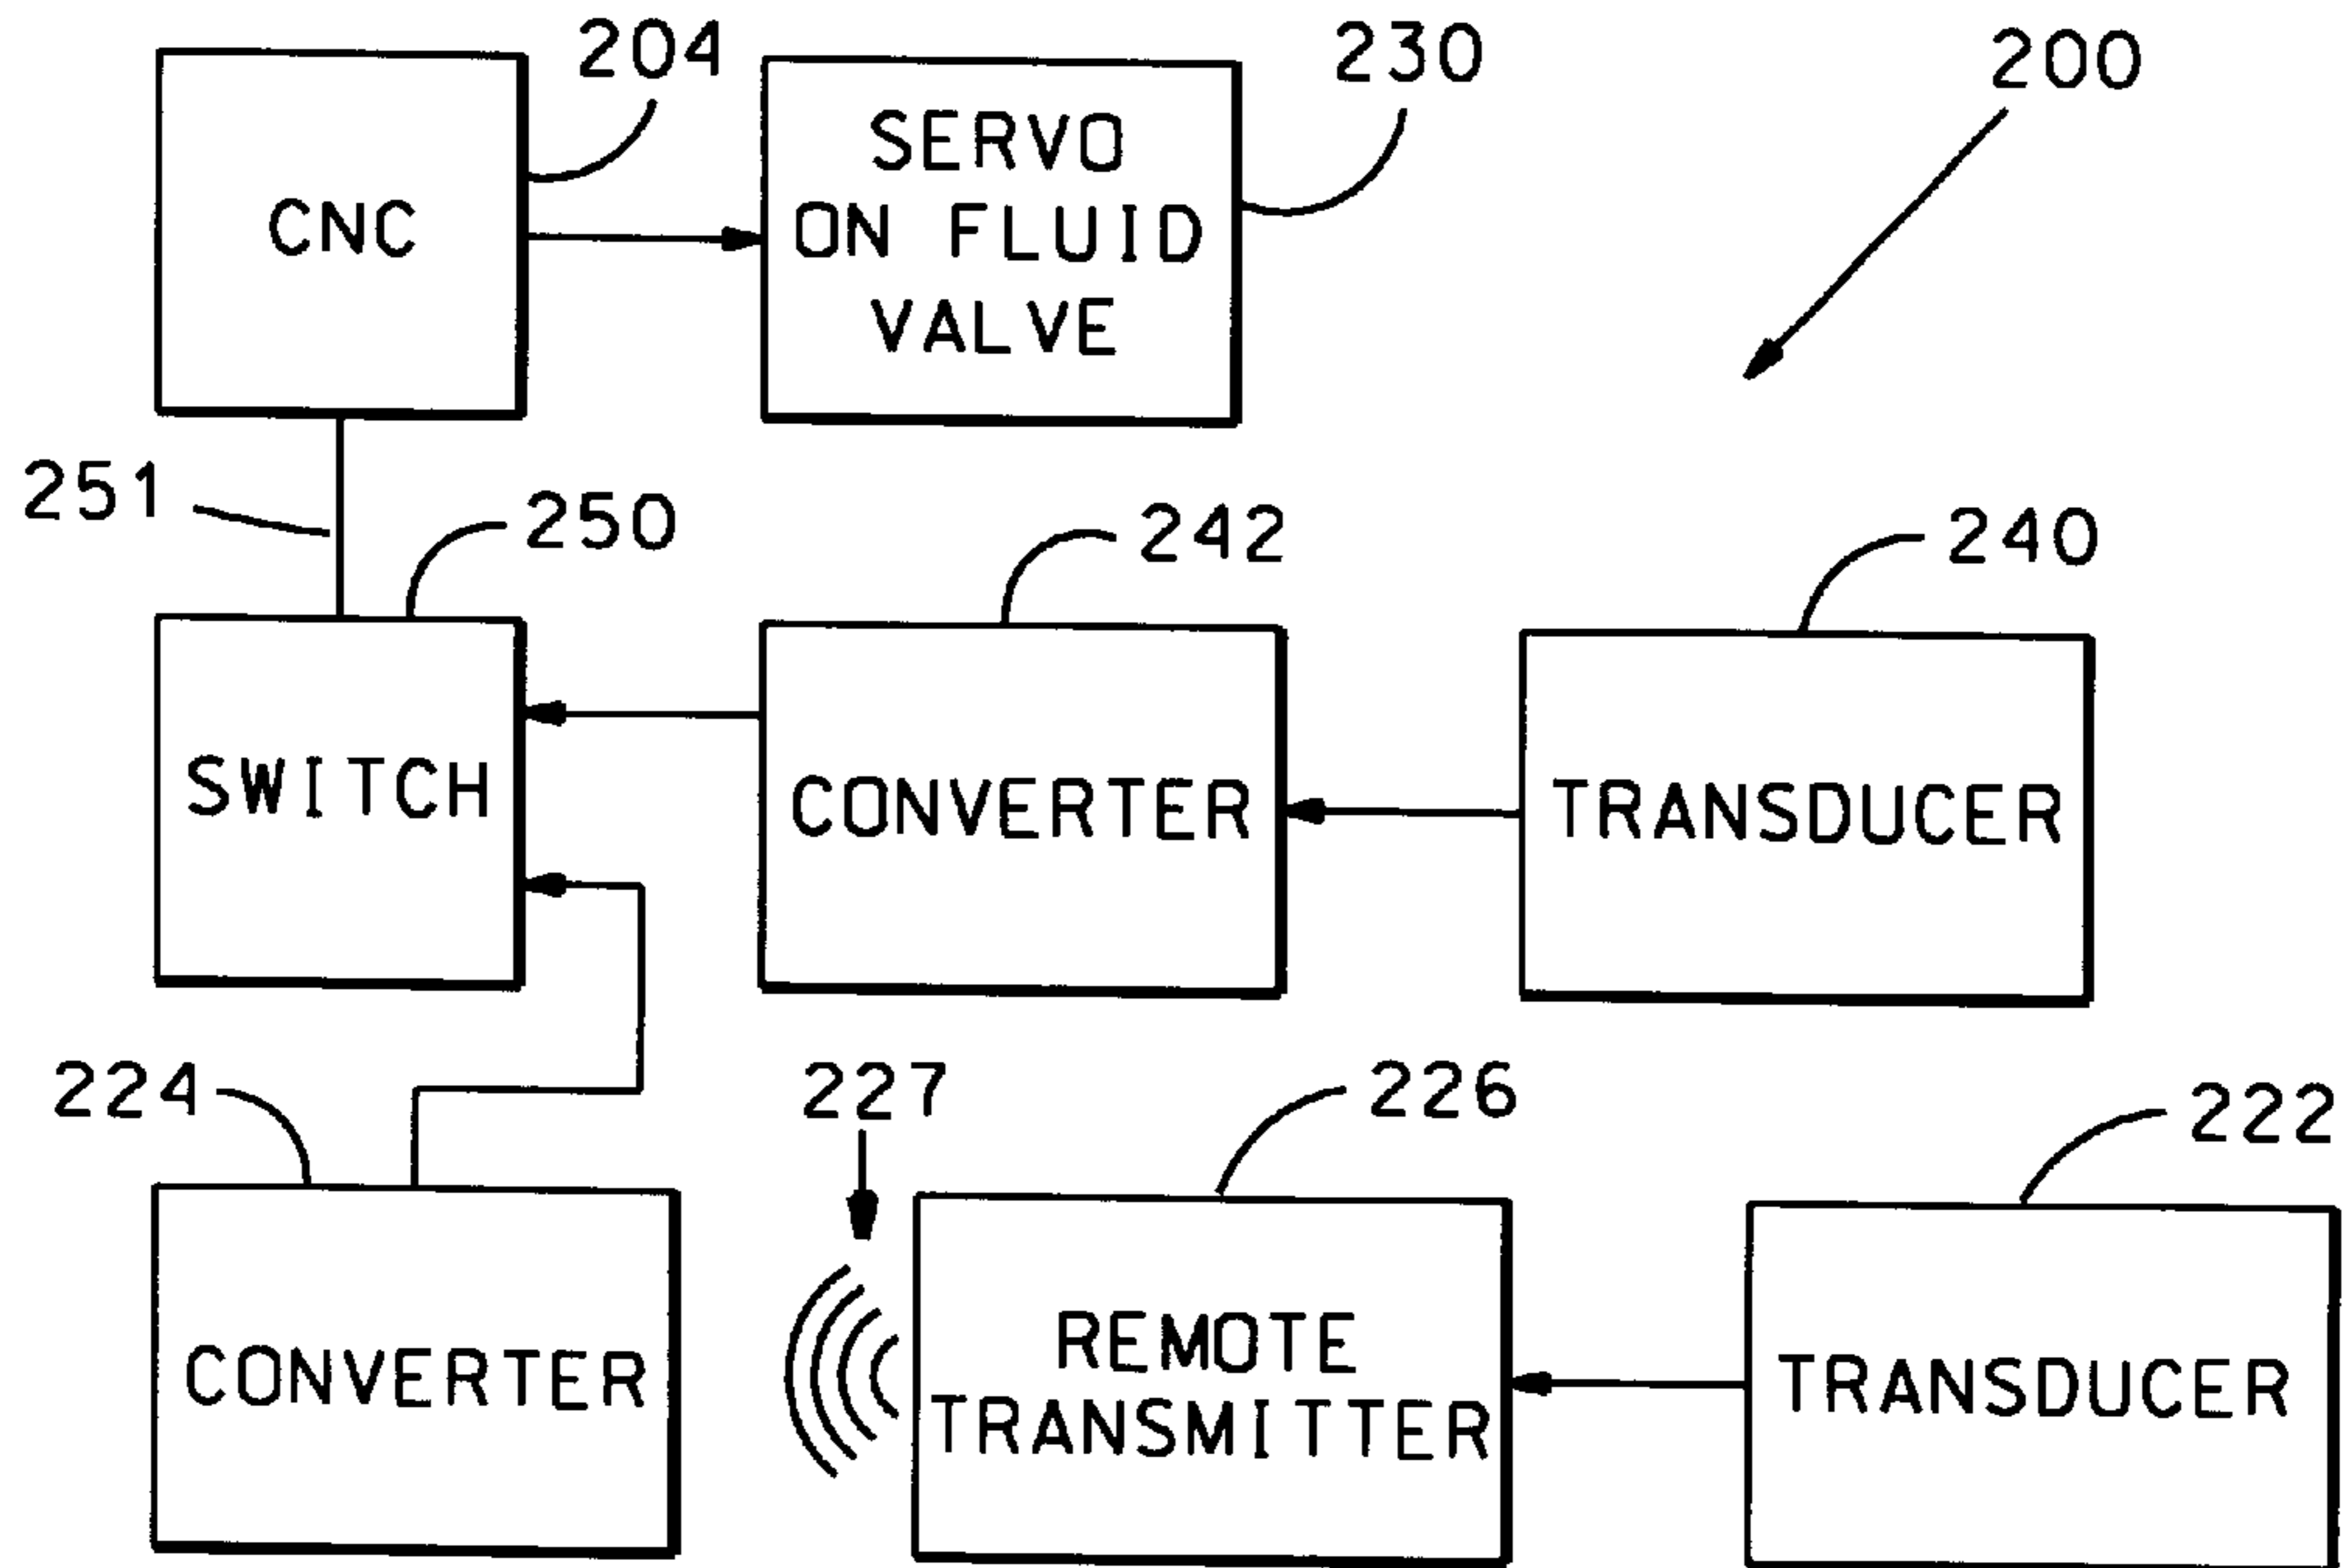 204
230
200
CNC
SERVO
ON FLUID
VALVE
251
250
242
240
SWITCH
CONVERTER
TRANSDUCER
224
227
226
222
CONVERTER
REMOTE
TRANSMITTER
TRANSDUCER